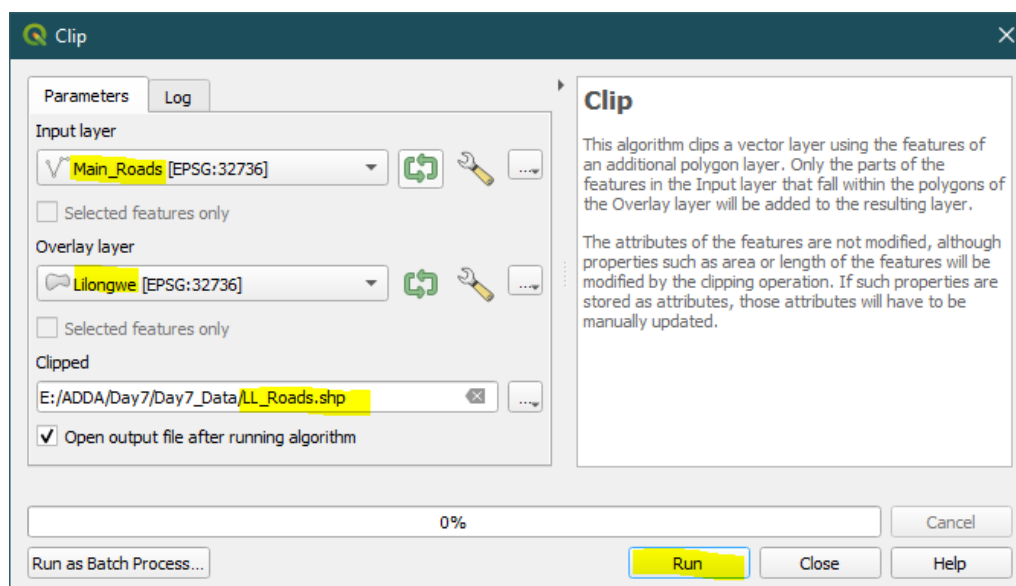 Clip
Parameters
Log
Input layer
Main_Roads [EPSG:32736]
...
Selected features only
Overlay layer
Lilongwe [EPSG:32736]
...
Selected features only
Clipped
E:/ADDA/Day7/Day7_Data/LL_Roads.shp
...
Open output file after running algorithm
Clip
This algorithm clips a vector layer using the features of
an additional polygon layer. Only the parts of the
features in the Input layer that fall within the polygons of
the Overlay layer will be added to the resulting layer.
The attributes of the features are not modified, although
properties such as area or length of the features will be
modified by the clipping operation. If such properties are
stored as attributes, those attributes will have to be
manually updated.
0%
Cancel
Run as Batch Process...
Run
Close
Help